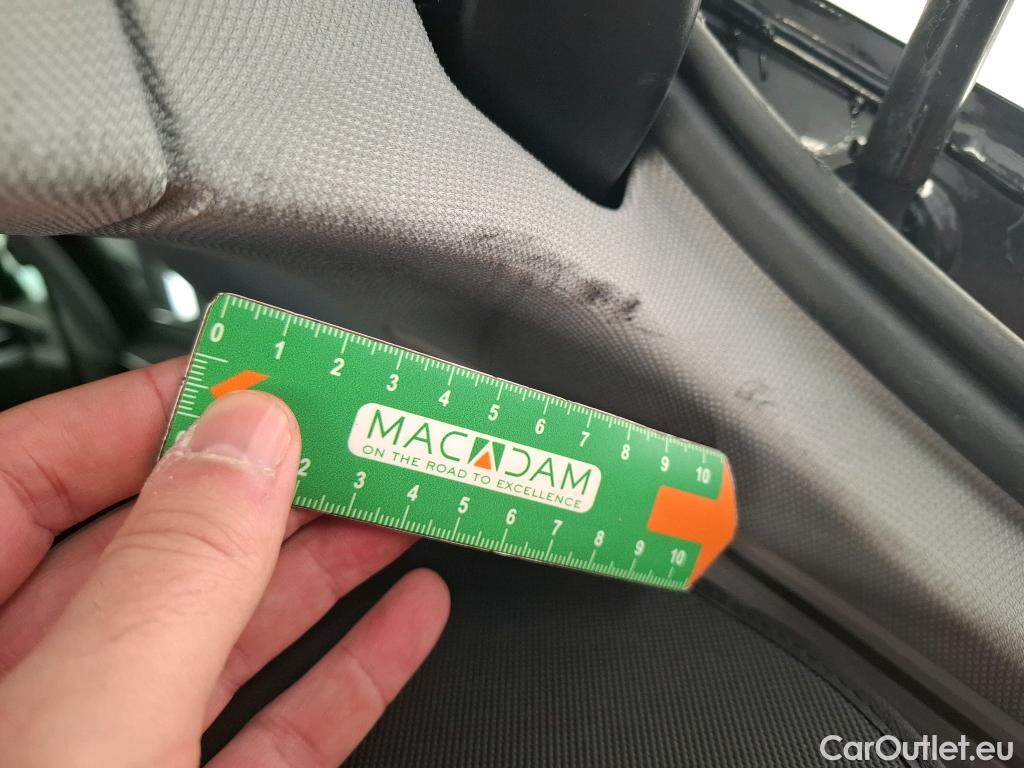 0 1 2 3 4 5 6 7 8 9 10
MACADAM
ON THE ROAD TO EXCELLENCE
2 3 4 5 6 7 8 9 10
CarOutlet.eu